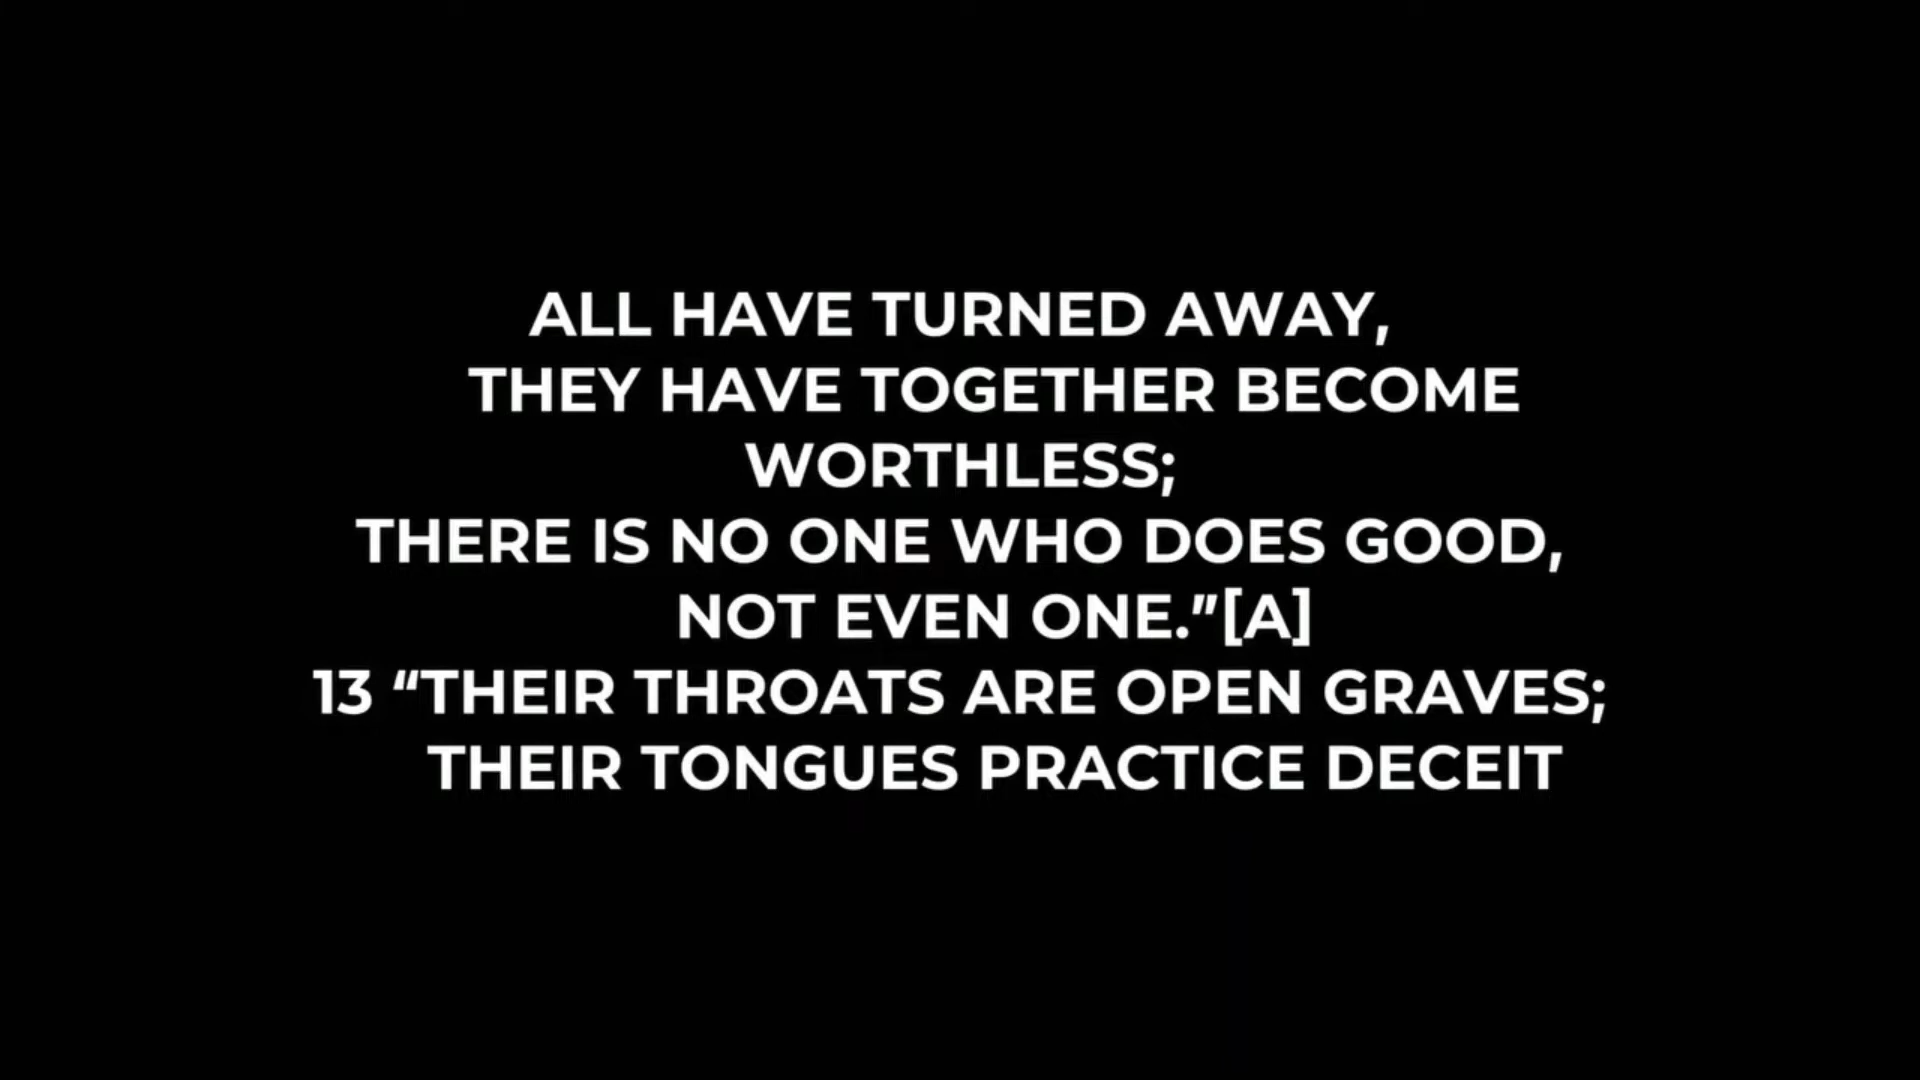 ALL HAVE TURNED AWAY,
THEY HAVE TOGETHER BECOME
WORTHLESS;
THERE IS NO ONE WHO DOES GOOD,
NOT EVEN ONE.”[A]
13 “THEIR THROATS ARE OPEN GRAVES;
THEIR TONGUES PRACTICE DECEIT